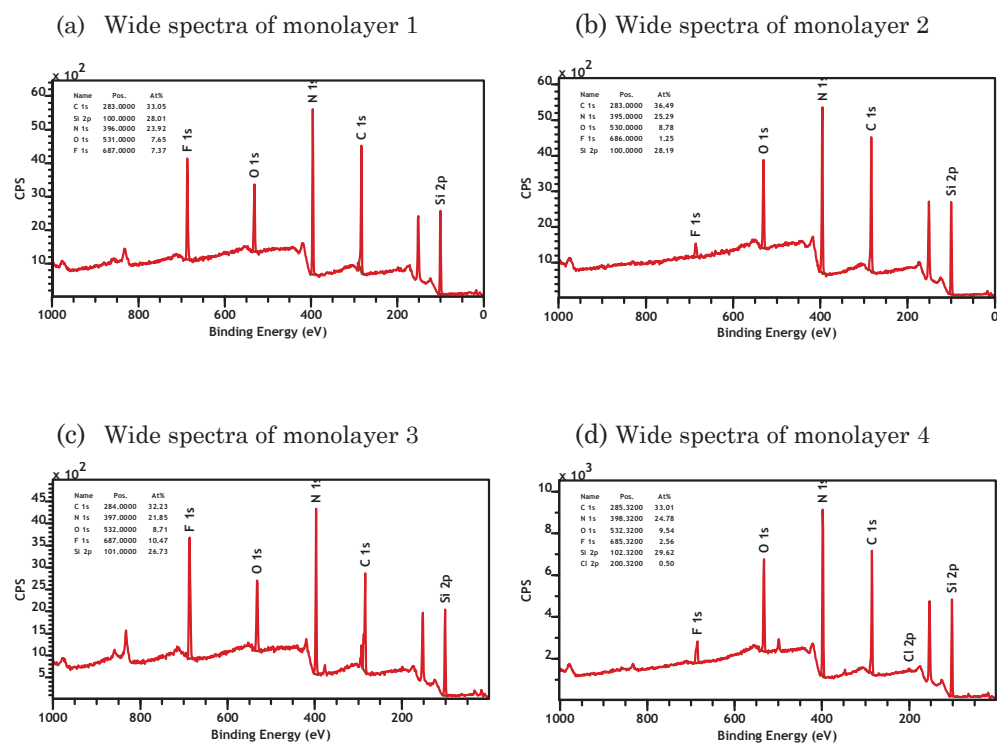 (a) Wide spectra of monolayer 1
x 10²
Name Pos. At%
C 1s 283.0000 33.05
Si 2p 100.0000 28.01
N 1s 396.0000 23.92
O 1s 531.0000 7.65
F 1s 687.0000 7.37
60
50
40
30
20
10
CPS
F 1s
O 1s
N 1s
C 1s
Si 2p
1000 800 600 400 200 0
Binding Energy (eV)
(b) Wide spectra of monolayer 2
x 10²
Name Pos. At%
C 1s 283.0000 36.49
N 1s 395.0000 25.29
O 1s 530.0000 8.78
F 1s 686.0000 1.25
Si 2p 100.0000 28.19
60
50
40
30
20
10
CPS
F 1s
O 1s
N 1s
C 1s
Si 2p
1000 800 600 400 200 0
Binding Energy (eV)
(c) Wide spectra of monolayer 3
x 10²
Name Pos. At%
C 1s 284.0000 32.23
N 1s 397.0000 21.85
O 1s 532.0000 8.71
F 1s 687.0000 10.47
Si 2p 101.0000 26.73
45
40
35
30
25
20
15
10
5
CPS
F 1s
O 1s
N 1s
C 1s
Si 2p
1000 800 600 400 200
Binding Energy (eV)
(d) Wide spectra of monolayer 4
x 10³
Name Pos. At%
C 1s 285.3200 33.01
N 1s 398.3200 24.78
O 1s 532.3200 9.54
F 1s 685.3200 2.56
Si 2p 102.3200 29.62
Cl 2p 200.3200 0.50
10
8
6
4
2
CPS
F 1s
O 1s
N 1s
C 1s
Cl 2p
Si 2p
1000 800 600 400 200
Binding Energy (eV)